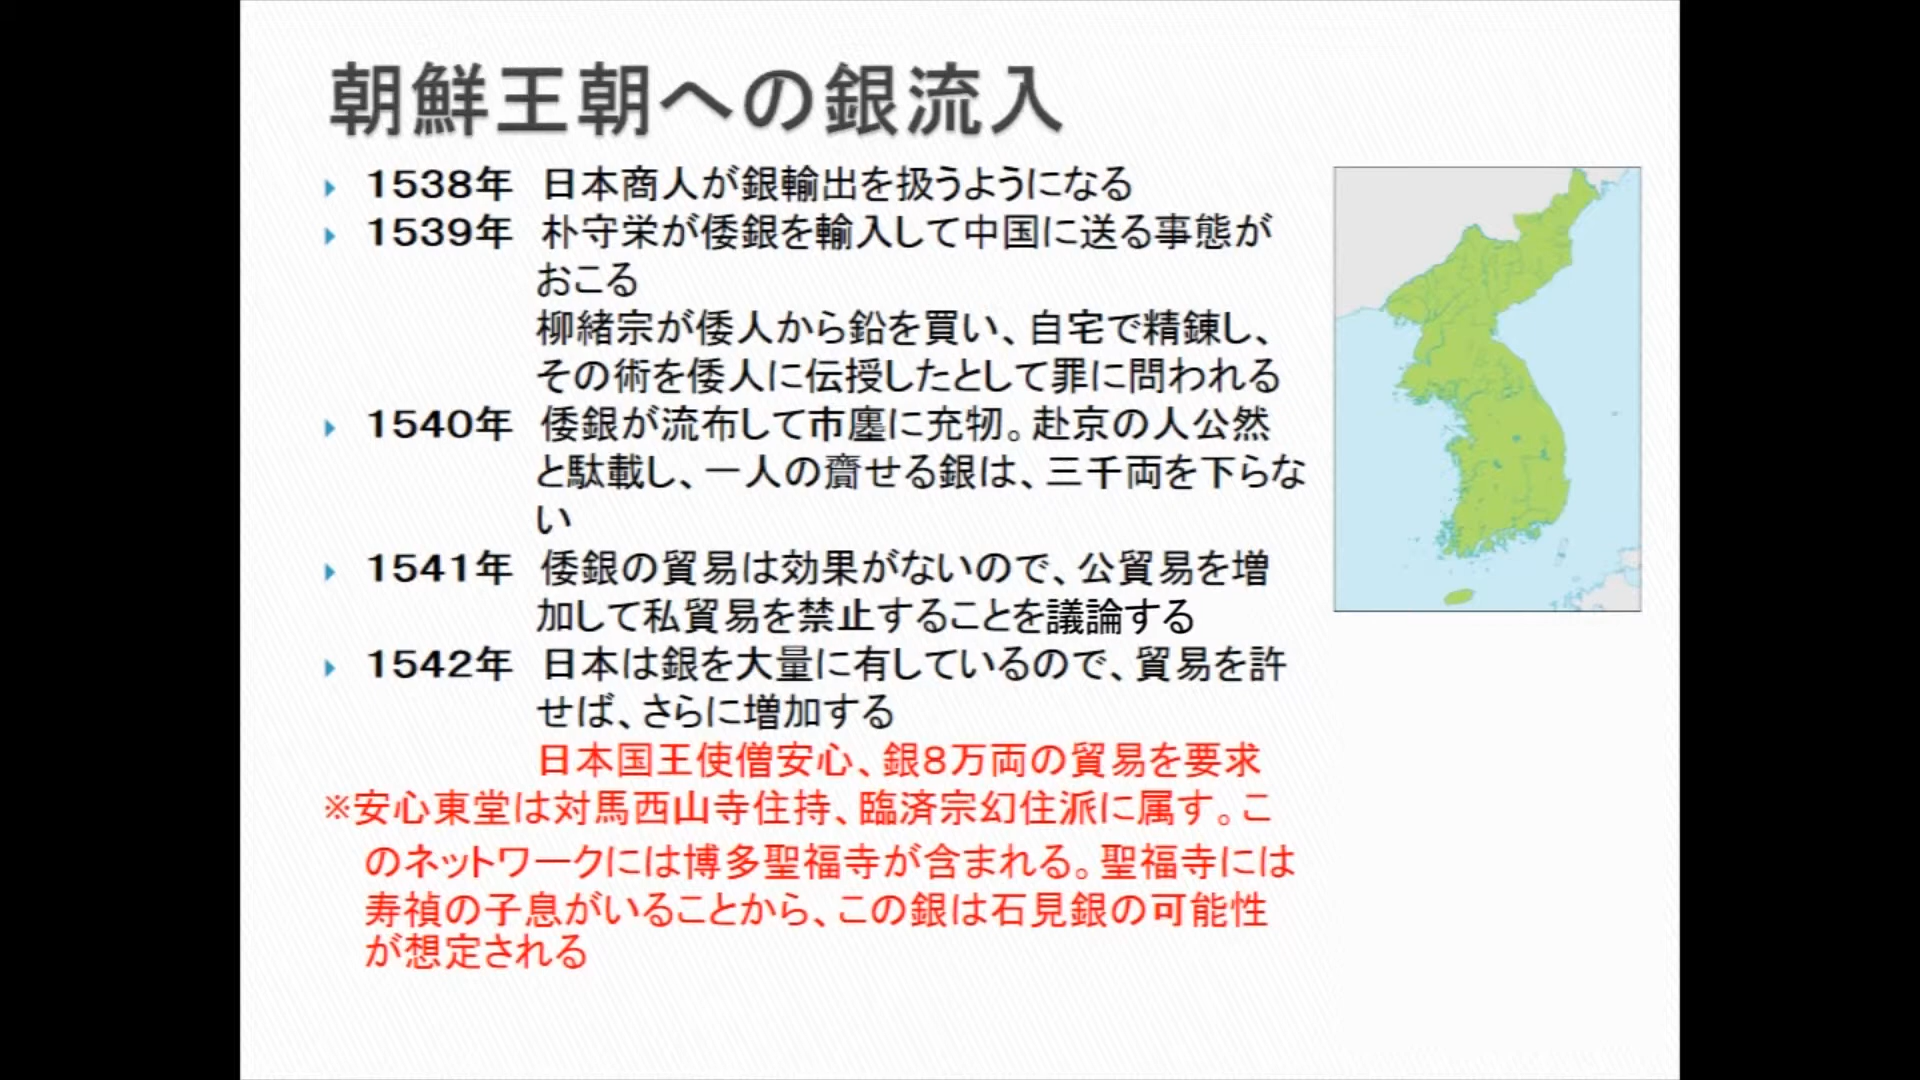 朝鮮王朝への銀流入
1538年 日本商人が銀輸出を扱うようになる
1539年 朴守栄が倭銀を輸入して中国に送る事態が
おこる
柳緒宗が倭人から鉛を買い、自宅で精錬し、
その術を倭人に伝授したとして罪に問われる
1540年 倭銀が流布して市廛に充牣。赴京の人公然
と駄載し、一人の齎せる銀は、三千両を下らな
い
1541年 倭銀の貿易は効果がないので、公貿易を増
加して私貿易を禁止することを議論する
1542年 日本は銀を大量に有しているので、貿易を許
せば、さらに増加する
日本国王使僧安心、銀8万両の貿易を要求
※安心東堂は対馬西山寺住持、臨済宗幻住派に属す。こ
のネットワークには博多聖福寺が含まれる。聖福寺には
寿禎の子息がいることから、この銀は石見銀の可能性
が想定される